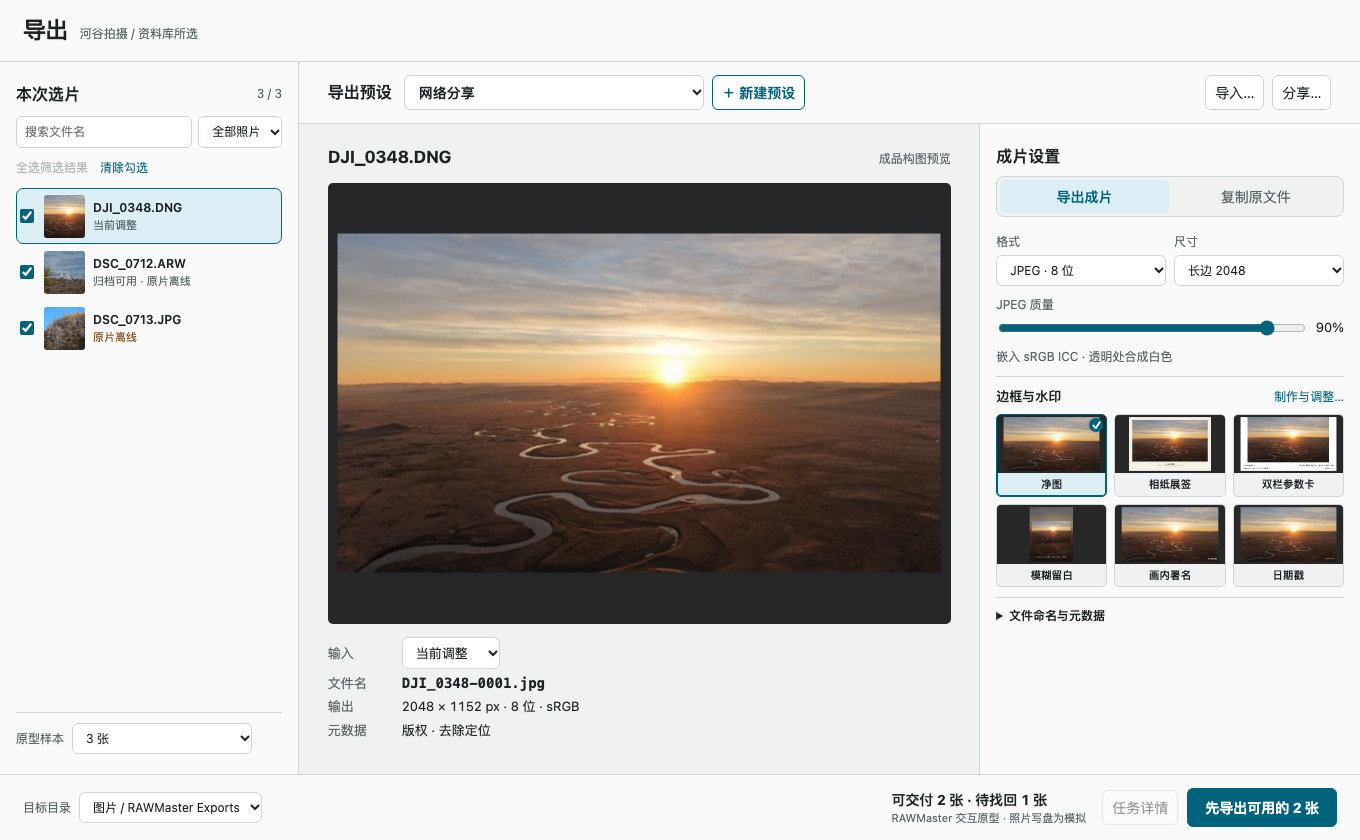 导出 河谷拍摄 / 资料库所选
本次选片 3 / 3
搜索文件名 全部照片
全选筛选结果 清除勾选
DJI_0348.DNG
当前调整
DSC_0712.ARW
归档可用 · 原片离线
DSC_0713.JPG
原片离线
原型样本 3 张
导出预设 网络分享 + 新建预设 导入... 分享...
DJI_0348.DNG 成品构图预览
输入 当前调整
文件名 DJI_0348-0001.jpg
输出 2048 × 1152 px · 8 位 · sRGB
元数据 版权 · 去除定位
成片设置
导出成片 复制原文件
格式 尺寸
JPEG · 8 位 长边 2048
JPEG 质量
90%
嵌入 sRGB ICC · 透明处合成白色
边框与水印 制作与调整...
净图 相纸展签 双栏参数卡
模糊留白 画内署名 日期戳
文件命名与元数据
目标目录 图片 / RAWMaster Exports
可交付 2 张 · 待找回 1 张
RAWMaster 交互原型 · 照片写盘为模拟
任务详情 先导出可用的 2 张